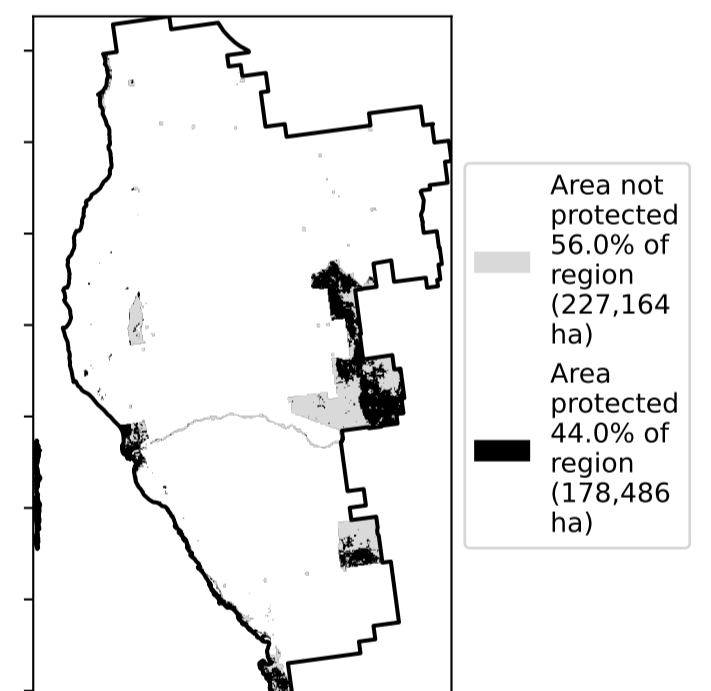 Area not
protected
56.0% of
region
(227,164
ha)
Area
protected
44.0% of
region
(178,486
ha)